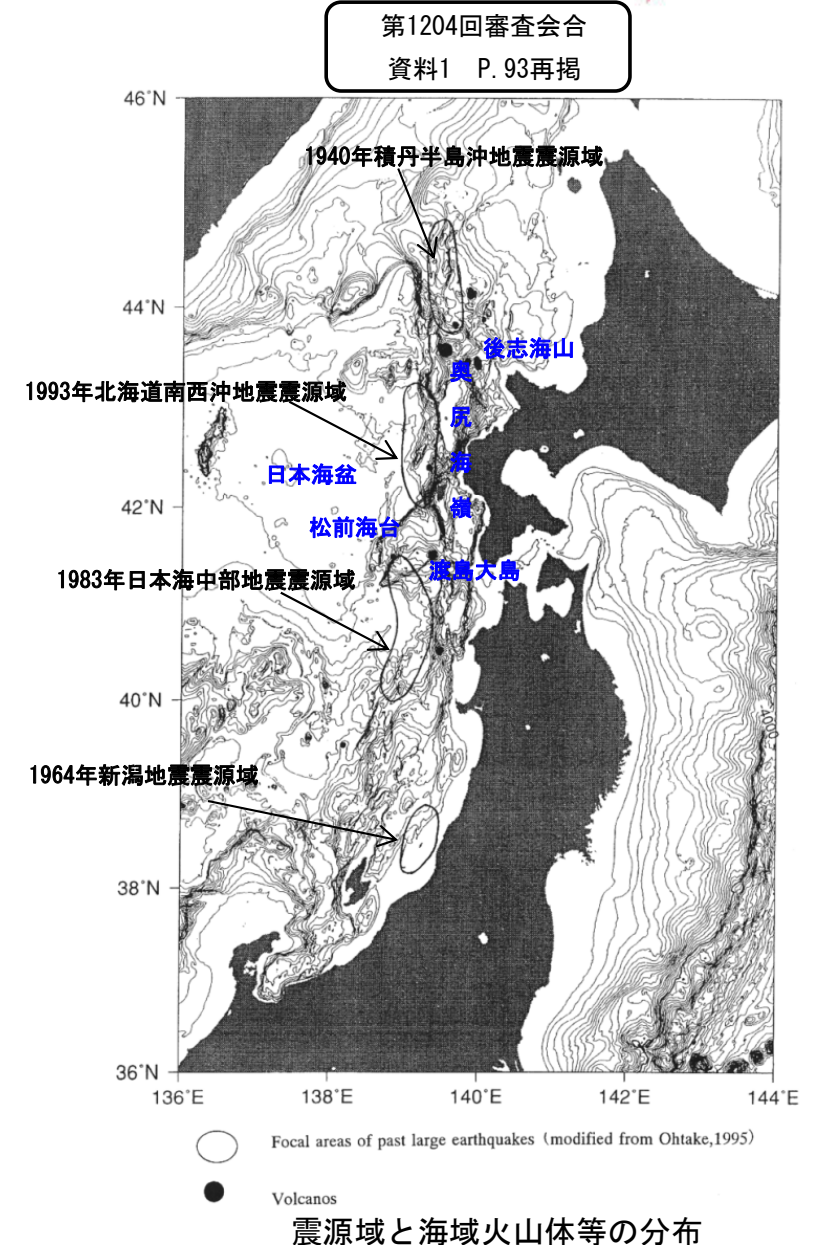 第1204回審査会合
資料1 P.93再掲
46°N
1940年積丹半島沖地震震源域
44°N
後志海山
奥尻海嶺
1993年北海道南西沖地震震源域
日本海盆
42°N
松前海台
渡島大島
1983年日本海中部地震震源域
40°N
4000
1964年新潟地震震源域
38°N
36°N
136°E
138°E
140°E
142°E
144°E
Focal areas of past large earthquakes (modified from Ohtake,1995)
Volcanos
震源域と海域火山体等の分布